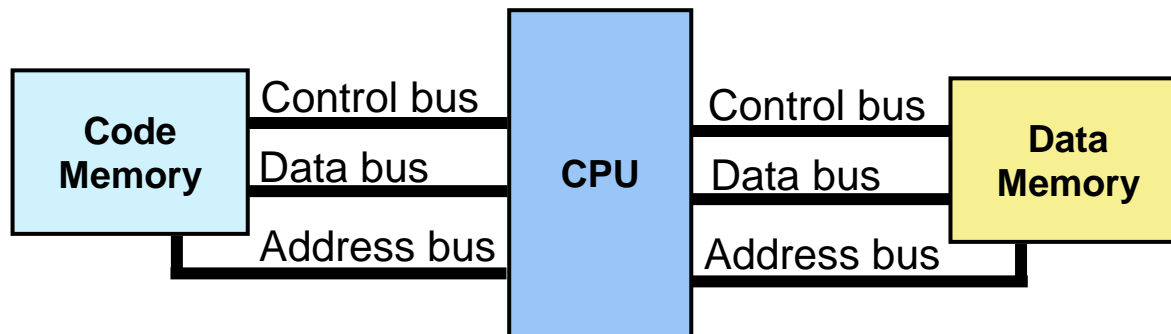 Code
Memory
Control bus
Data bus
Address bus
CPU
Control bus
Data bus
Address bus
Data
Memory